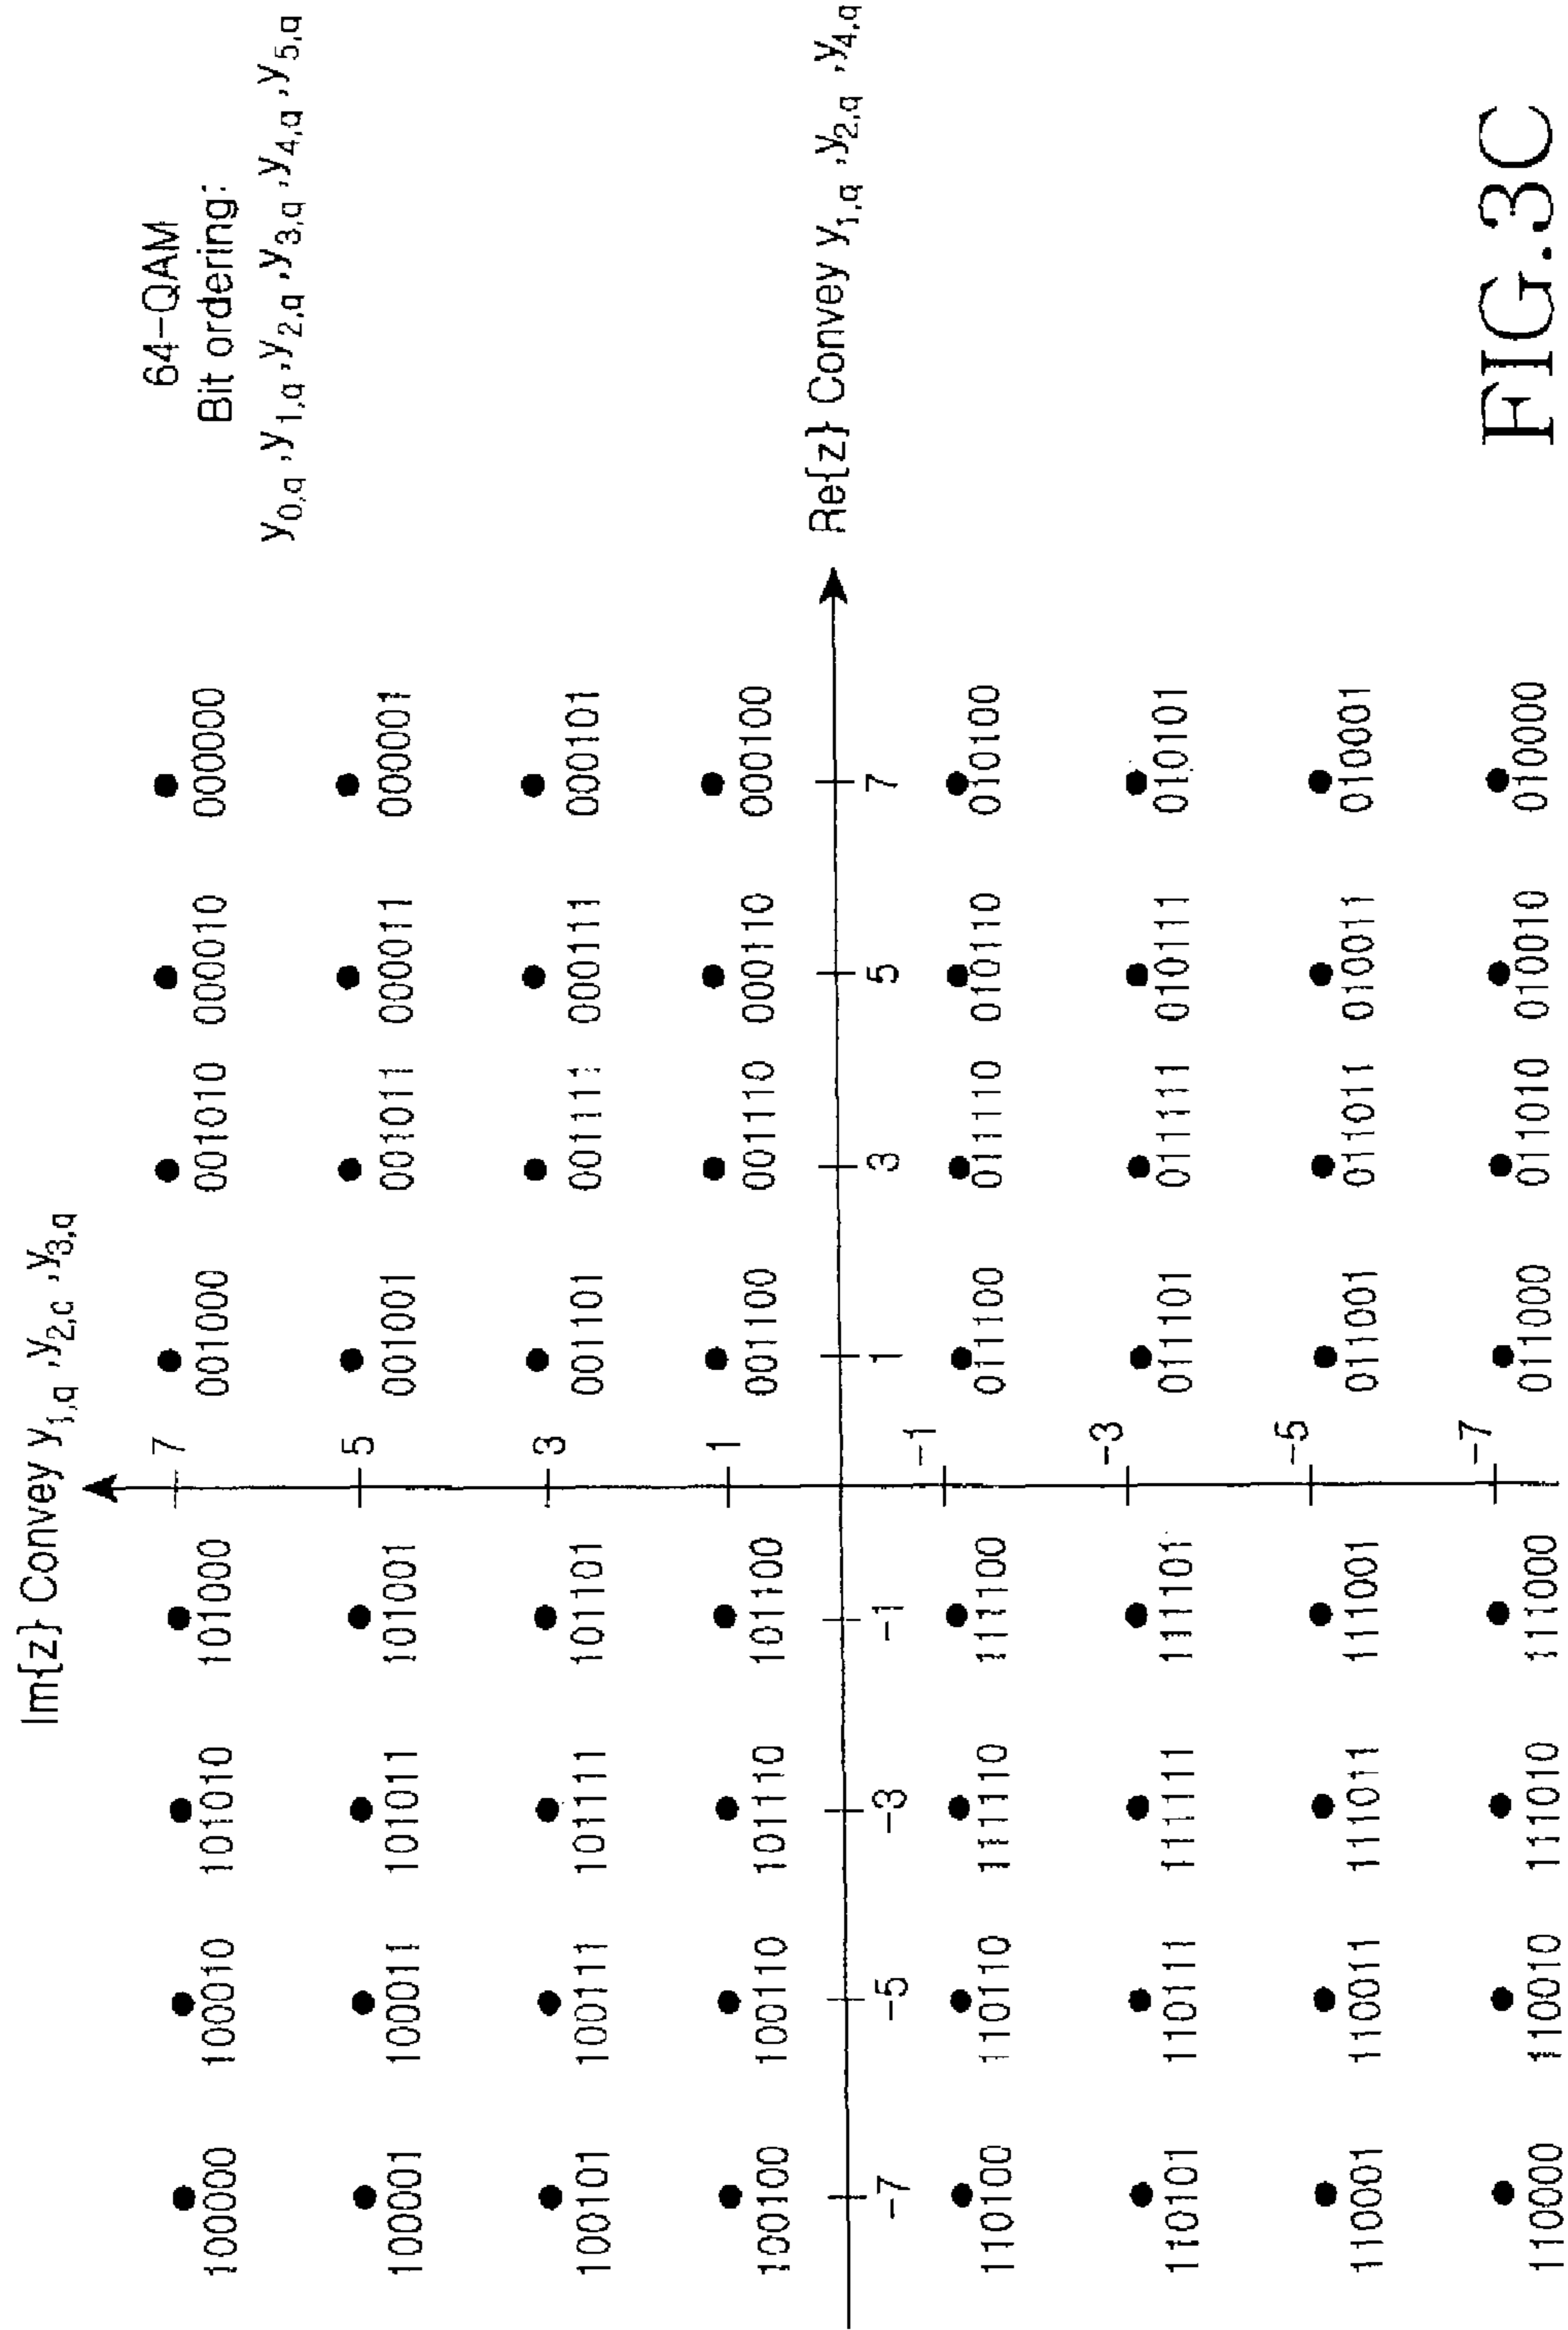 64-QAM
Bit ordering:
y0,q ,y1,q ,y2,q ,y3,q ,y4,q ,y5,q
Im{z} Convey y1,q ,y2,c ,y3,q
100000 100010 101010 101000 7 001000 001010 000010 000000
100001 100011 101011 101001 5 001001 001011 000011 000001
100101 100111 101111 101101 3 001101 001111 000111 000101
100100 100110 101110 101100 1 001100 001110 000110 000100
Re{z} Convey y1,q ,y2,q ,y4,q
-7 -5 -3 -1 1 3 5 7
110100 110110 111110 111100 -1 011100 011110 010110 010100
110101 110111 111111 111101 -3 011101 011111 010111 010101
110001 110011 111011 111001 -5 011001 011011 010011 010001
110000 110010 111010 111000 -7 011000 011010 010010 010000
FIG.3C